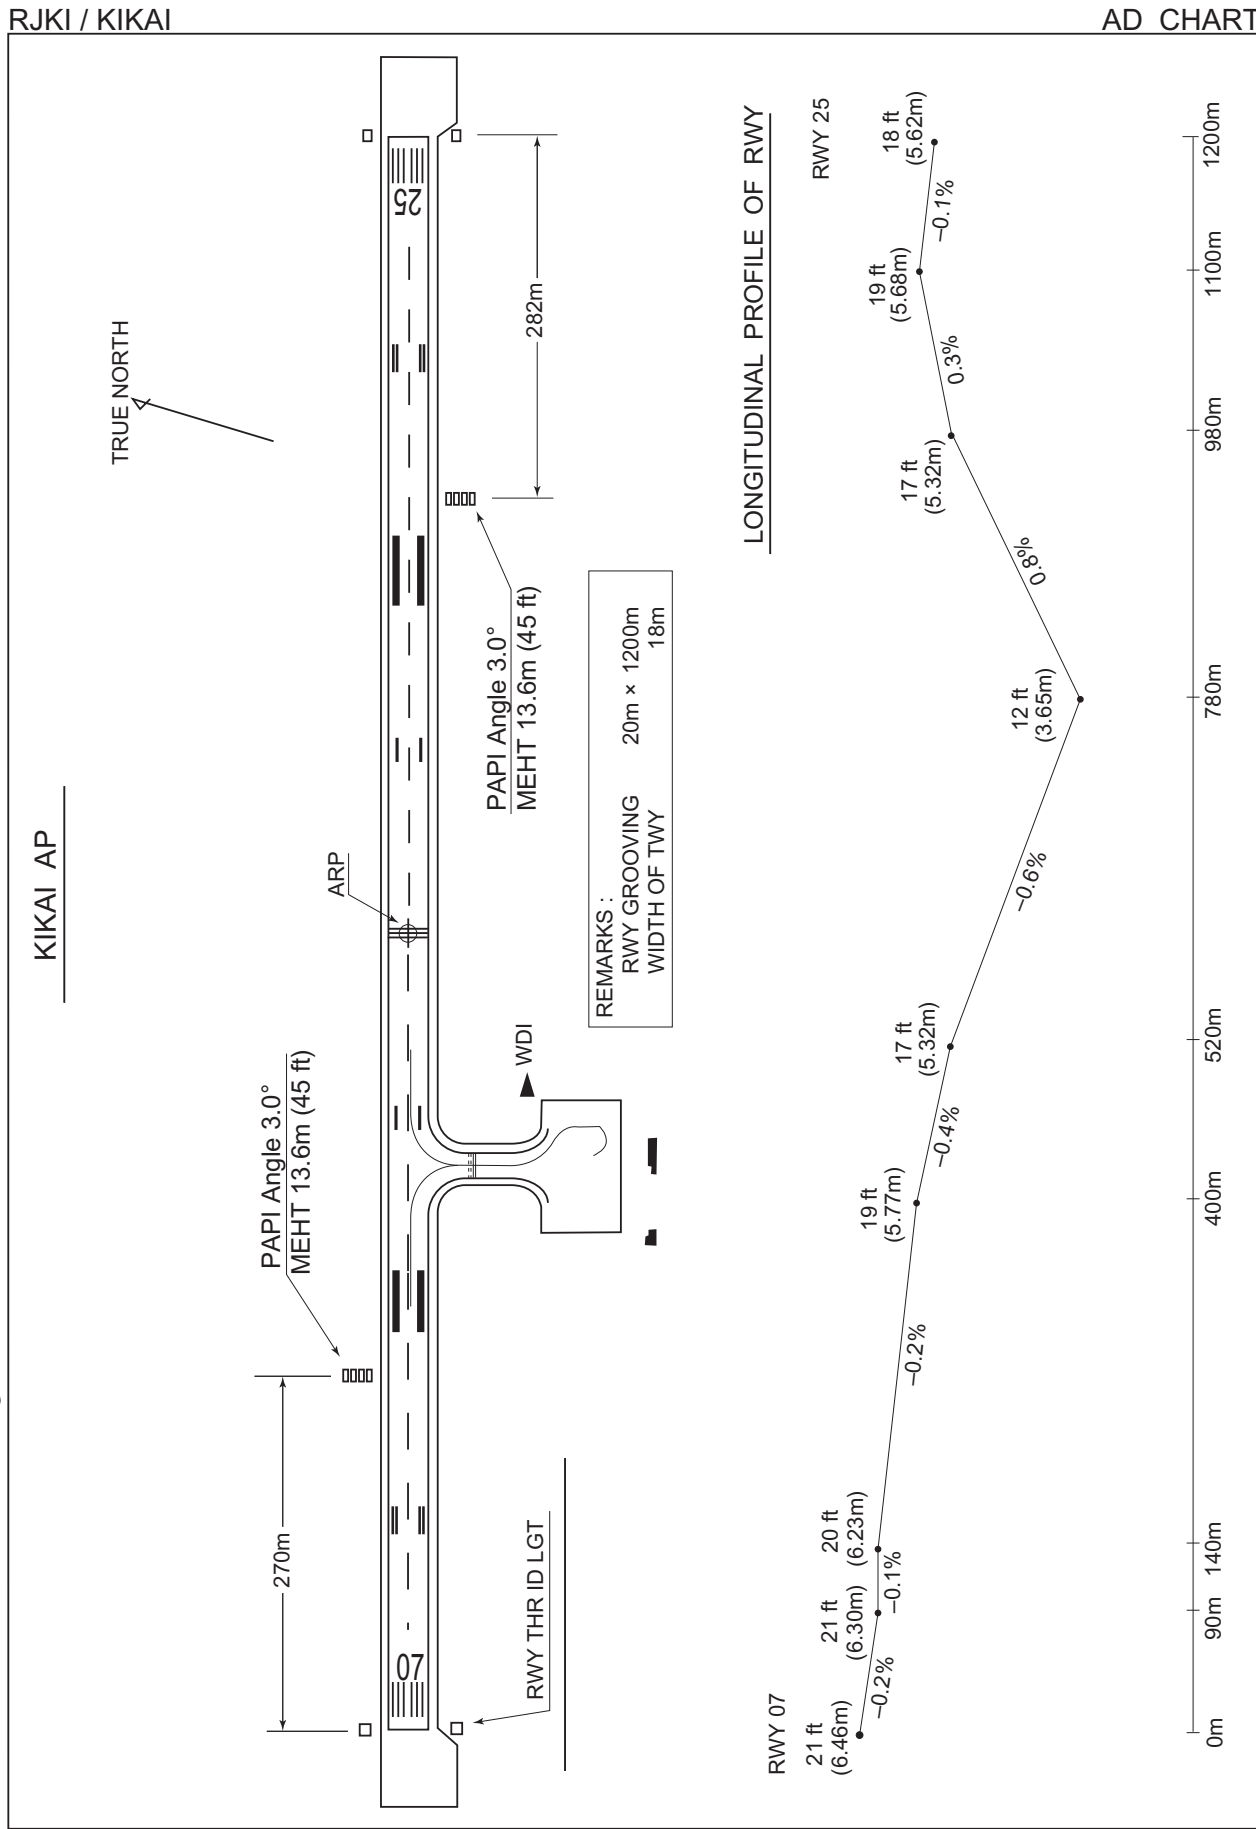 RJKI / KIKAI
AD CHART
KIKAI AP
TRUE NORTH
PAPI Angle 3.0°
MEHT 13.6m (45 ft)
ARP
270m
07
25
282m
PAPI Angle 3.0°
MEHT 13.6m (45 ft)
RWY THR ID LGT
WDI
REMARKS :
RWY GROOVING 20m × 1200m
WIDTH OF TWY 18m
LONGITUDINAL PROFILE OF RWY
RWY 07
RWY 25
21 ft
(6.46m)
–0.2%
21 ft
(6.30m)
–0.1%
20 ft
(6.23m)
–0.2%
19 ft
(5.77m)
–0.4%
17 ft
(5.32m)
–0.6%
12 ft
(3.65m)
0.8%
17 ft
(5.32m)
0.3%
19 ft
(5.68m)
–0.1%
18 ft
(5.62m)
0m 90m 140m 400m 520m 780m 980m 1100m 1200m